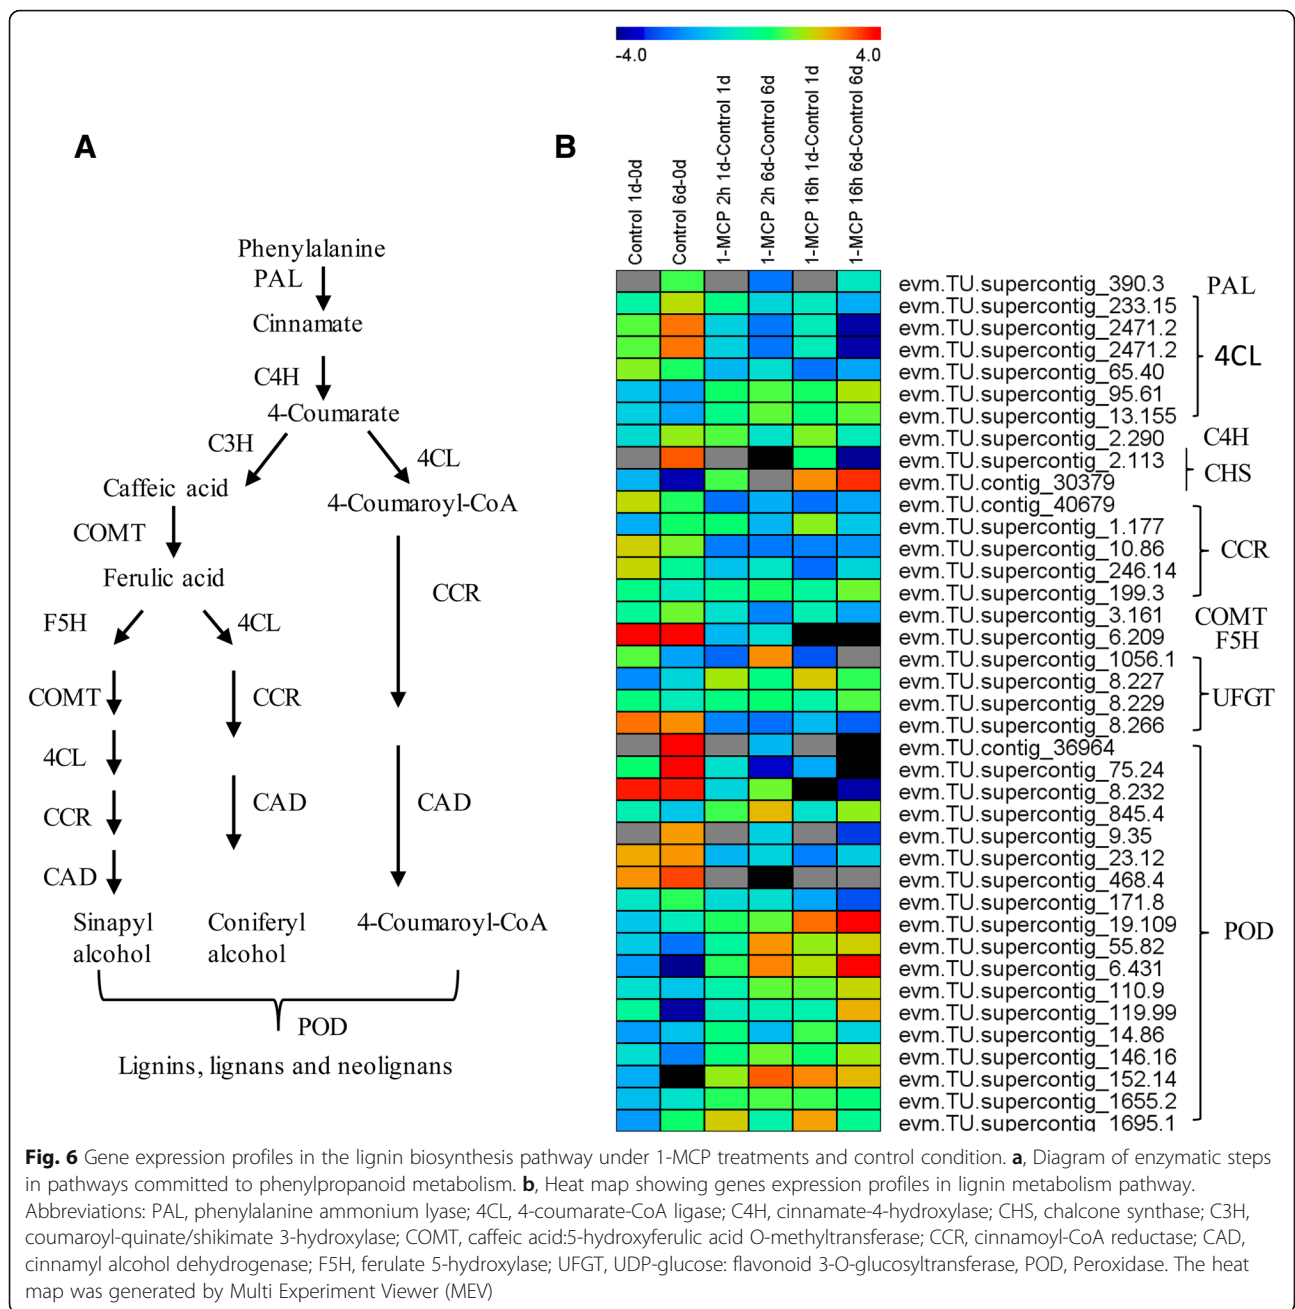 -4.0 4.0
A
B
Control 1d-0d
Control 6d-0d
1-MCP 2h 1d-Control 1d
1-MCP 2h 6d-Control 6d
1-MCP 16h 1d-Control 1d
1-MCP 16h 6d-Control 6d
Phenylalanine
PAL
Cinnamate
C4H
4-Coumarate
C3H
4CL
Caffeic acid
4-Coumaroyl-CoA
COMT
Ferulic acid
CCR
F5H
4CL
COMT
CCR
4CL
CCR
CAD
CAD
CAD
Sinapyl
alcohol
Coniferyl
alcohol
4-Coumaroyl-CoA
POD
Lignins, lignans and neolignans
evm.TU.supercontig_390.3
evm.TU.supercontig_233.15
evm.TU.supercontig_2471.2
evm.TU.supercontig_2471.2
evm.TU.supercontig_65.40
evm.TU.supercontig_95.61
evm.TU.supercontig_13.155
evm.TU.supercontig_2.290
evm.TU.supercontig_2.113
evm.TU.contig_30379
evm.TU.contig_40679
evm.TU.supercontig_1.177
evm.TU.supercontig_10.86
evm.TU.supercontig_246.14
evm.TU.supercontig_199.3
evm.TU.supercontig_3.161
evm.TU.supercontig_6.209
evm.TU.supercontig_1056.1
evm.TU.supercontig_8.227
evm.TU.supercontig_8.229
evm.TU.supercontig_8.266
evm.TU.contig_36964
evm.TU.supercontig_75.24
evm.TU.supercontig_8.232
evm.TU.supercontig_845.4
evm.TU.supercontig_9.35
evm.TU.supercontig_23.12
evm.TU.supercontig_468.4
evm.TU.supercontig_171.8
evm.TU.supercontig_19.109
evm.TU.supercontig_55.82
evm.TU.supercontig_6.431
evm.TU.supercontig_110.9
evm.TU.supercontig_119.99
evm.TU.supercontig_14.86
evm.TU.supercontig_146.16
evm.TU.supercontig_152.14
evm.TU.supercontig_1655.2
evm.TU.supercontig_1695.1
PAL
4CL
C4H
CHS
CCR
COMT
F5H
UFGT
POD
Fig. 6 Gene expression profiles in the lignin biosynthesis pathway under 1-MCP treatments and control condition. a, Diagram of enzymatic steps
in pathways committed to phenylpropanoid metabolism. b, Heat map showing genes expression profiles in lignin metabolism pathway.
Abbreviations: PAL, phenylalanine ammonium lyase; 4CL, 4-coumarate-CoA ligase; C4H, cinnamate-4-hydroxylase; CHS, chalcone synthase; C3H,
coumaroyl-quinate/shikimate 3-hydroxylase; COMT, caffeic acid:5-hydroxyferulic acid O-methyltransferase; CCR, cinnamoyl-CoA reductase; CAD,
cinnamyl alcohol dehydrogenase; F5H, ferulate 5-hydroxylase; UFGT, UDP-glucose: flavonoid 3-O-glucosyltransferase, POD, Peroxidase. The heat
map was generated by Multi Experiment Viewer (MEV)